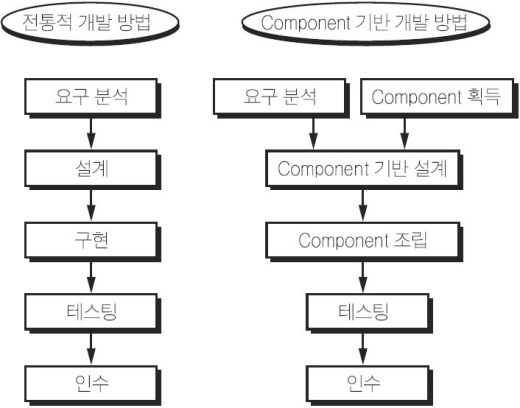 전통적 개발 방법
요구 분석
설계
구현
테스팅
인수
Component 기반 개발 방법
요구 분석
Component 획득
Component 기반 설계
Component 조립
테스팅
인수